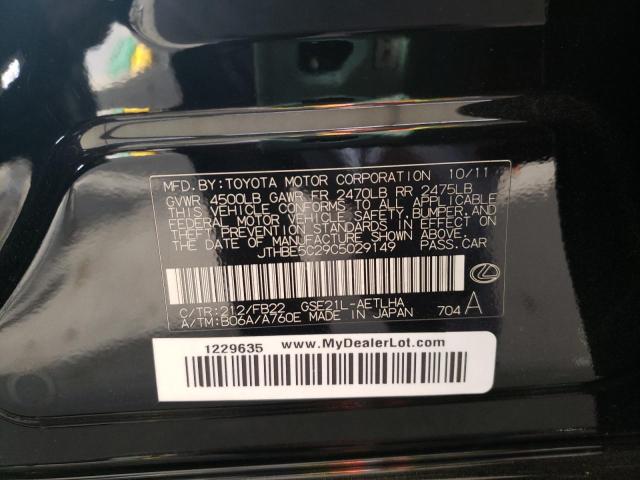 MFD. BY: TOYOTA MOTOR CORPORATION 10/11
GVWR 4500LB GAWR FR 2470LB RR 2475LB
THIS VEHICLE CONFORMS TO ALL APPLICABLE
FEDERAL MOTOR VEHICLE SAFETY, BUMPER, AND
THEFT PREVENTION STANDARDS IN EFFECT ON
THE DATE OF MANUFACTURE SHOWN ABOVE.
JTHBE5C29C5029149 PASS. CAR
C/TR: 212/FB22 GSE21L-AETLHA
A/TM: B06A/A760E MADE IN JAPAN 704 A
1229635 www.MyDealerLot.com